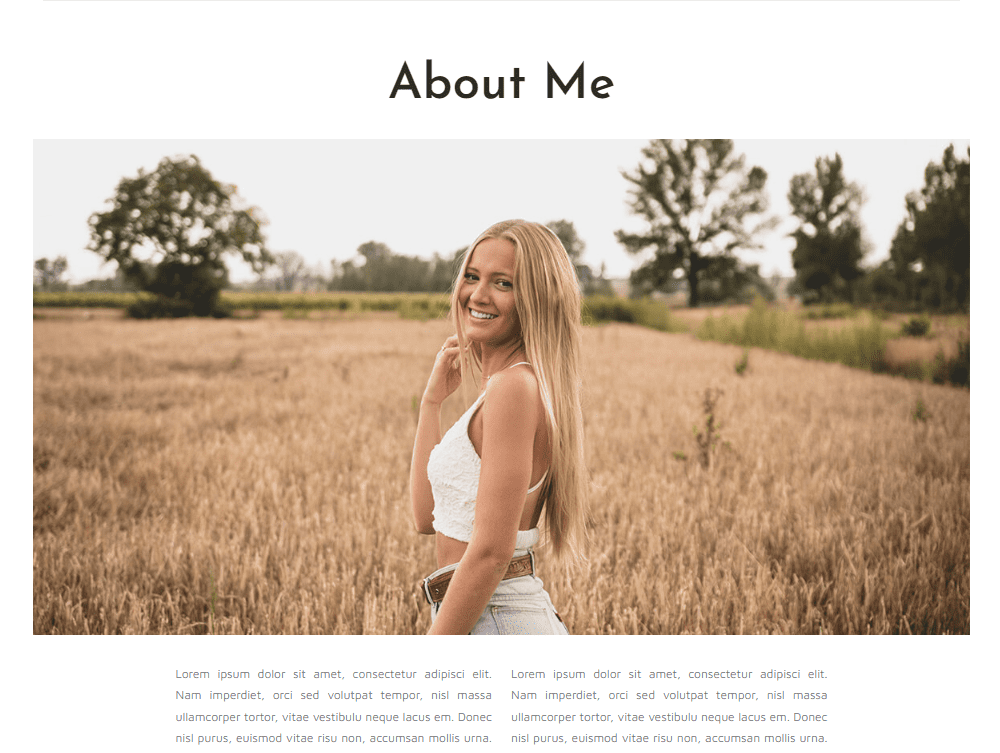 About Me
Lorem ipsum dolor sit amet, consectetur adipisci elit.
Nam imperdiet, orci sed volutpat tempor, nisl massa
ullamcorper tortor, vitae vestibulu neque lacus em. Donec
nisl purus, euismod vitae risu non, accumsan mollis urna.
Lorem ipsum dolor sit amet, consectetur adipisci elit.
Nam imperdiet, orci sed volutpat tempor, nisl massa
ullamcorper tortor, vitae vestibulu neque lacus em. Donec
nisl purus, euismod vitae risu non, accumsan mollis urna.